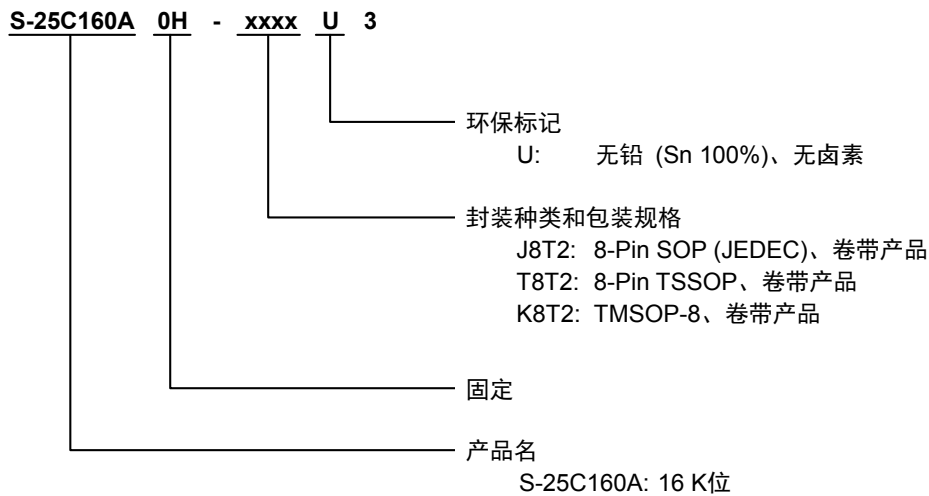 S-25C160A 0H - xxxx U 3
环保标记
U: 无铅 (Sn 100%)、无卤素
封装种类和包装规格
J8T2: 8-Pin SOP (JEDEC)、卷带产品
T8T2: 8-Pin TSSOP、卷带产品
K8T2: TMSOP-8、卷带产品
固定
产品名
S-25C160A: 16 K位